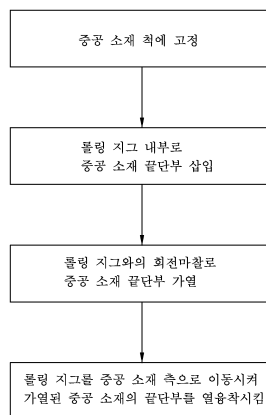 중공 소재 척에 고정
롤링 지그 내부로
중공 소재 끝단부 삽입
롤링 지그와의 회전마찰로
중공 소재 끝단부 가열
롤링 지그를 중공 소재 측으로 이동시켜
가열된 중공 소재의 끝단부를 열융착시킴